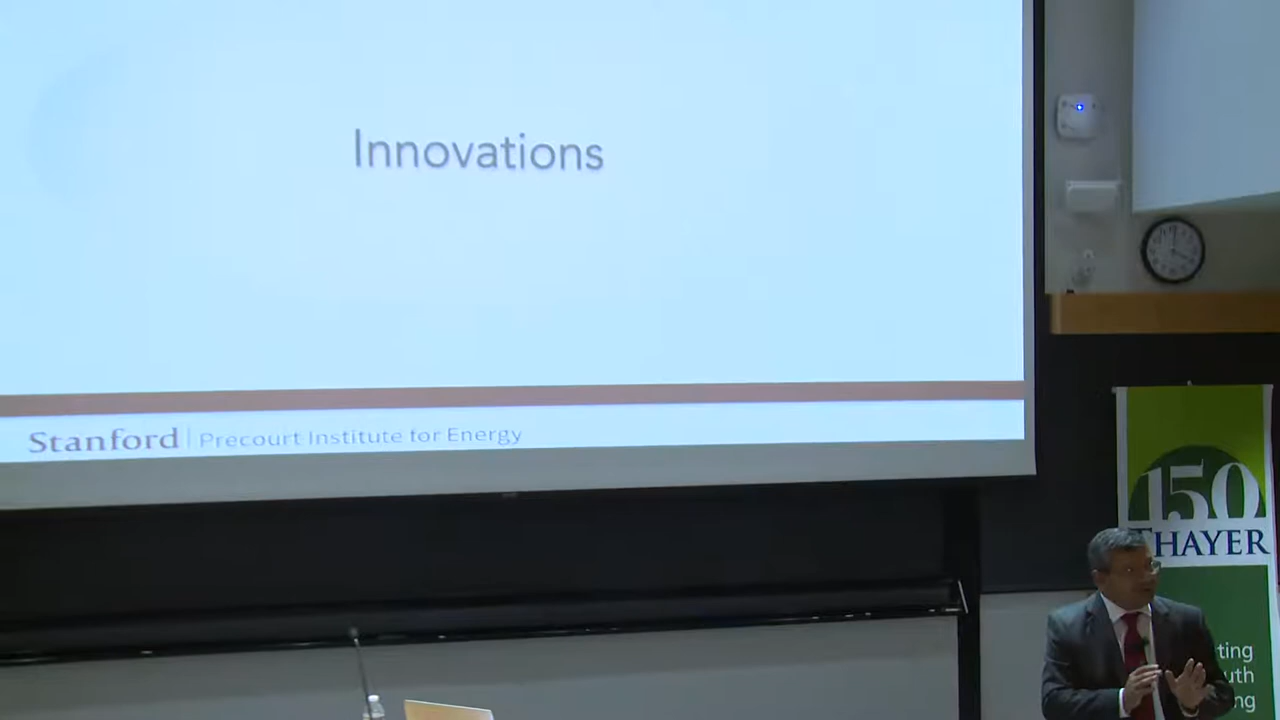 Innovations
Stanford | Precourt Institute for Energy
150
THAYER
ting
uth
ng